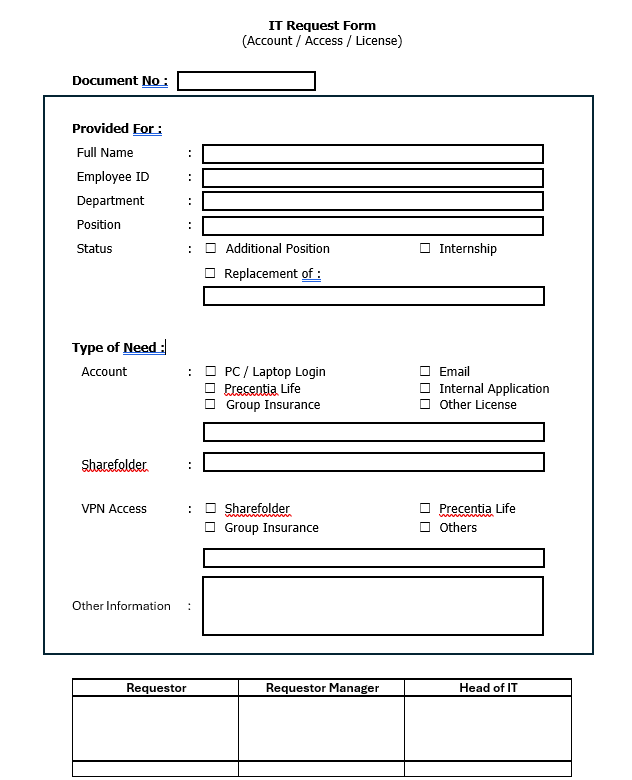 IT Request Form
(Account / Access / License)
Document No :
Provided For :
Full Name :
Employee ID :
Department :
Position :
Status : ☐ Additional Position ☐ Internship
☐ Replacement of :
Type of Need :
Account : ☐ PC / Laptop Login ☐ Email
☐ Precentia Life ☐ Internal Application
☐ Group Insurance ☐ Other License
Sharefolder :
VPN Access : ☐ Sharefolder ☐ Precentia Life
☐ Group Insurance ☐ Others
Other Information :
Requestor Requestor Manager Head of IT